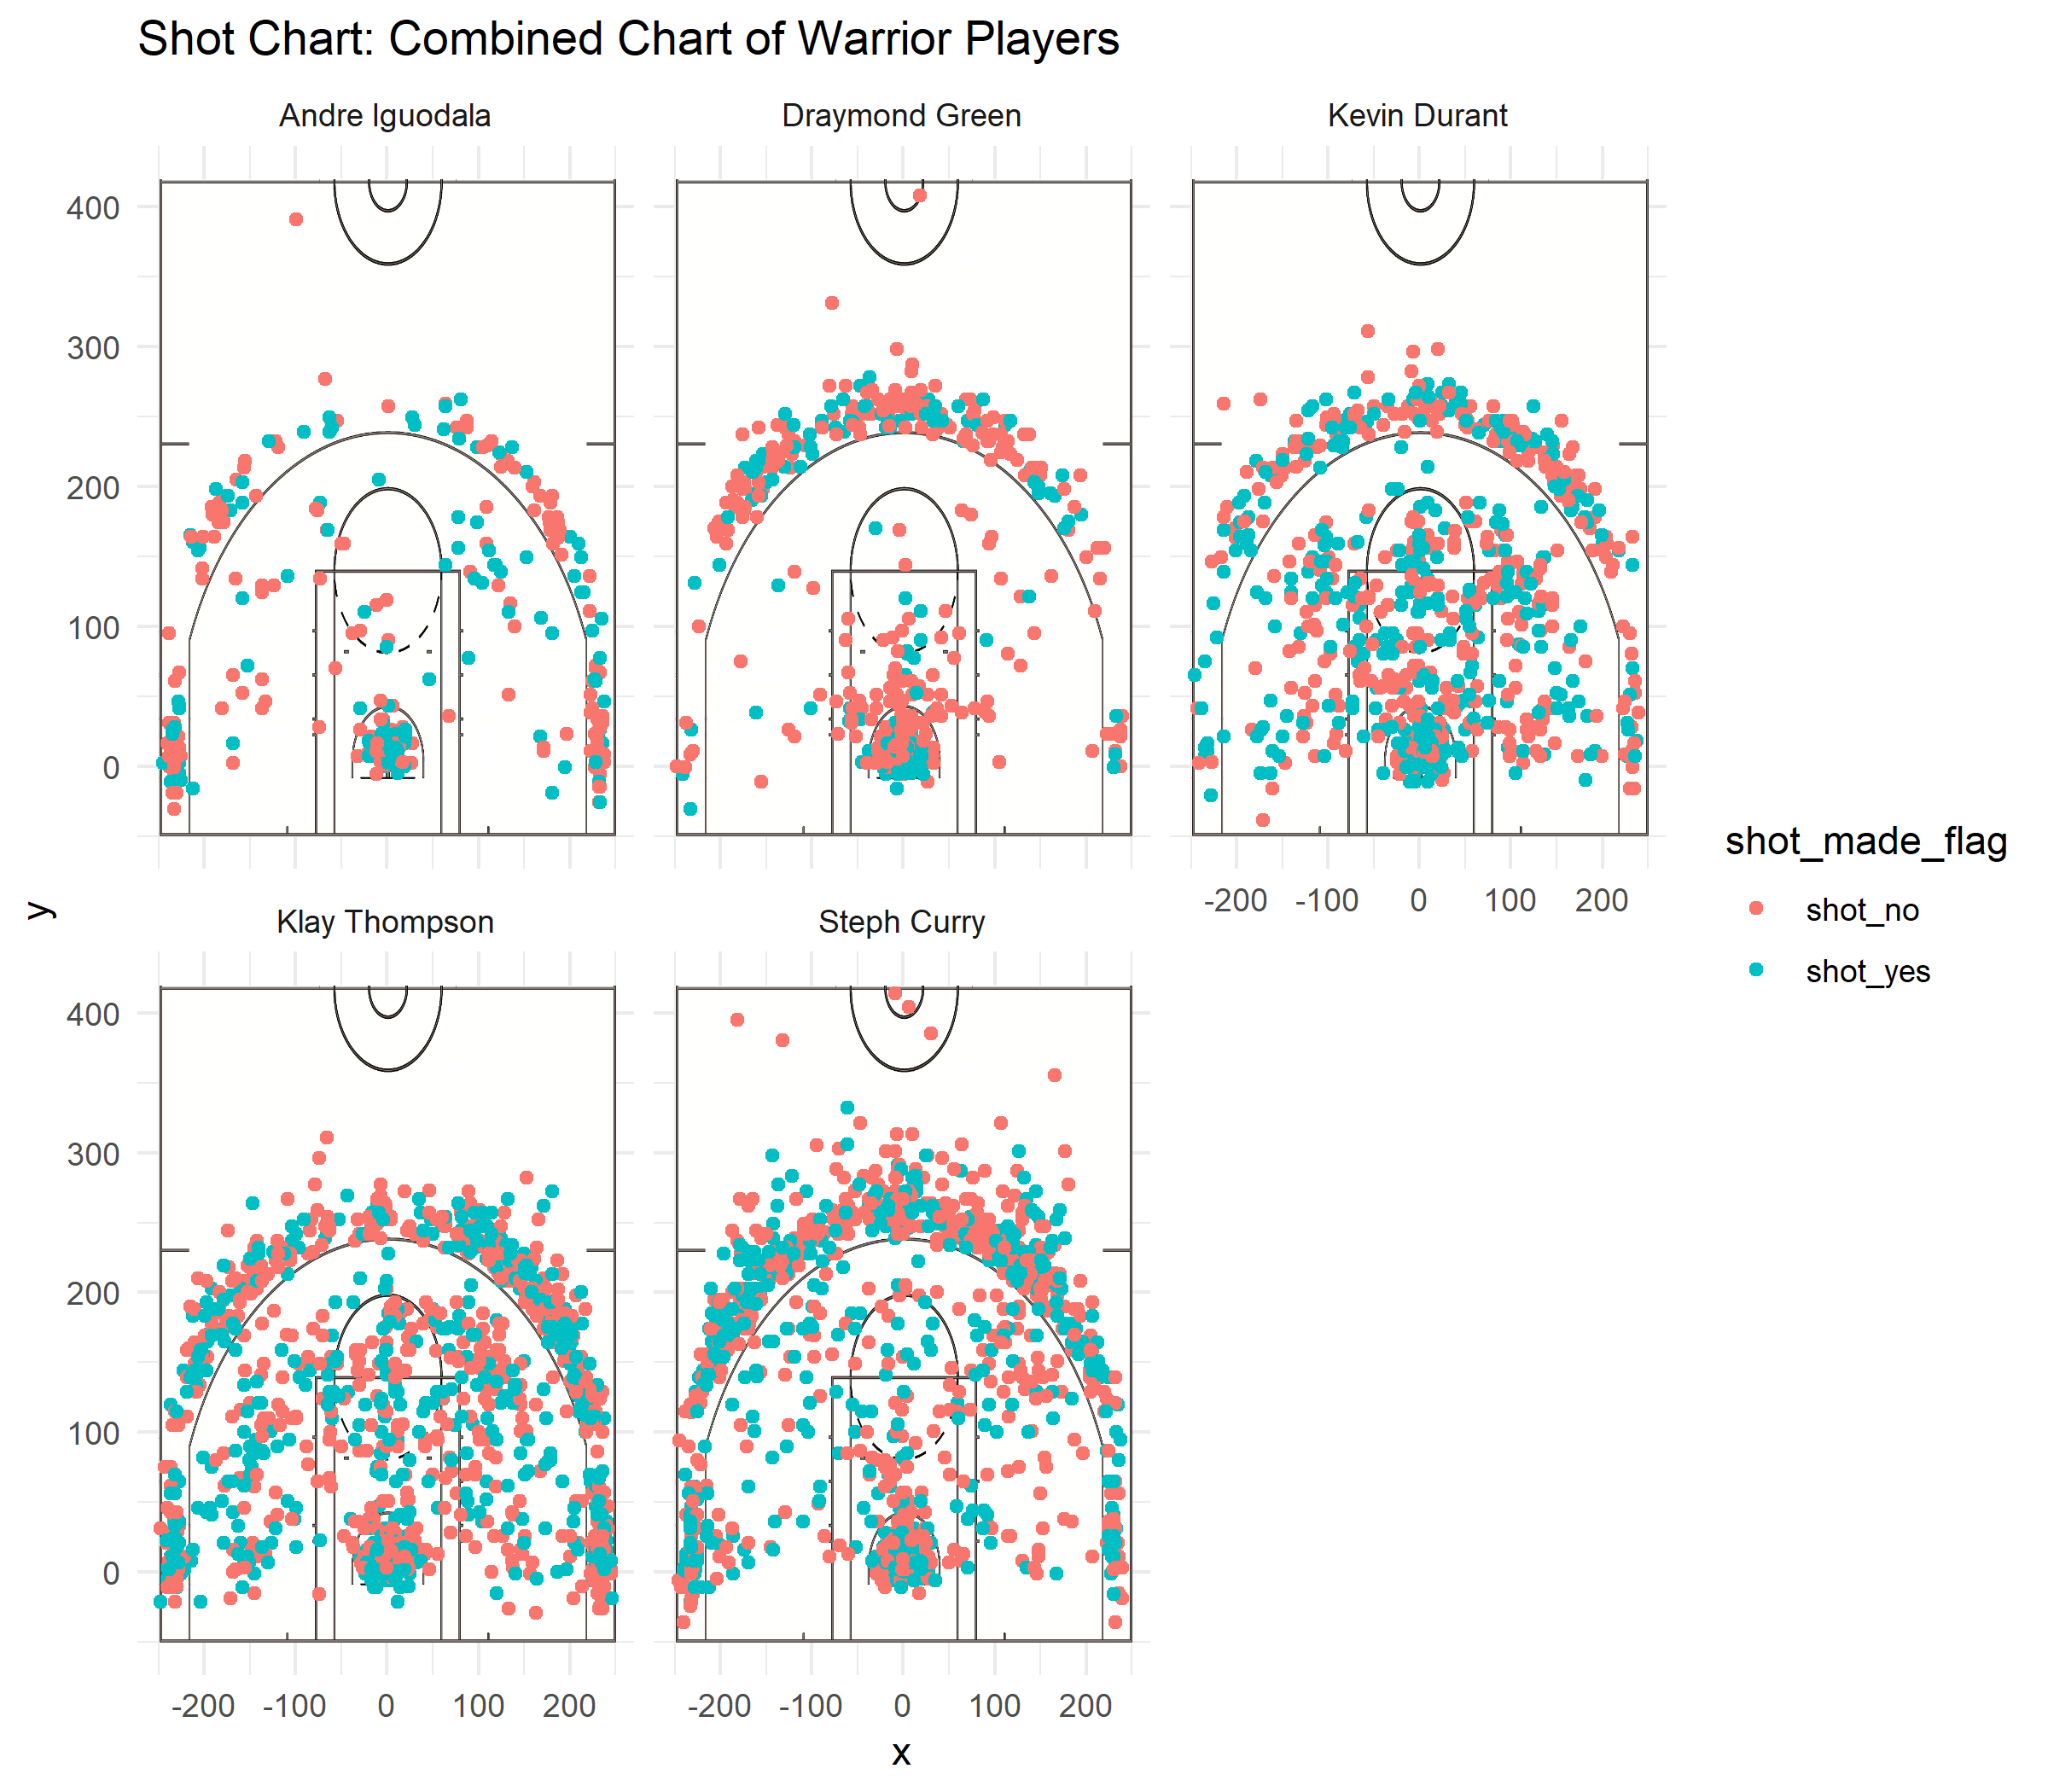 Shot Chart: Combined Chart of Warrior Players
Andre Iguodala
Draymond Green
Kevin Durant
400
300
200
100
0
-200 -100 0 100 200
shot_made_flag
shot_no
shot_yes
y
Klay Thompson
Steph Curry
400
300
200
100
0
-200 -100 0 100 200
-200 -100 0 100 200
x